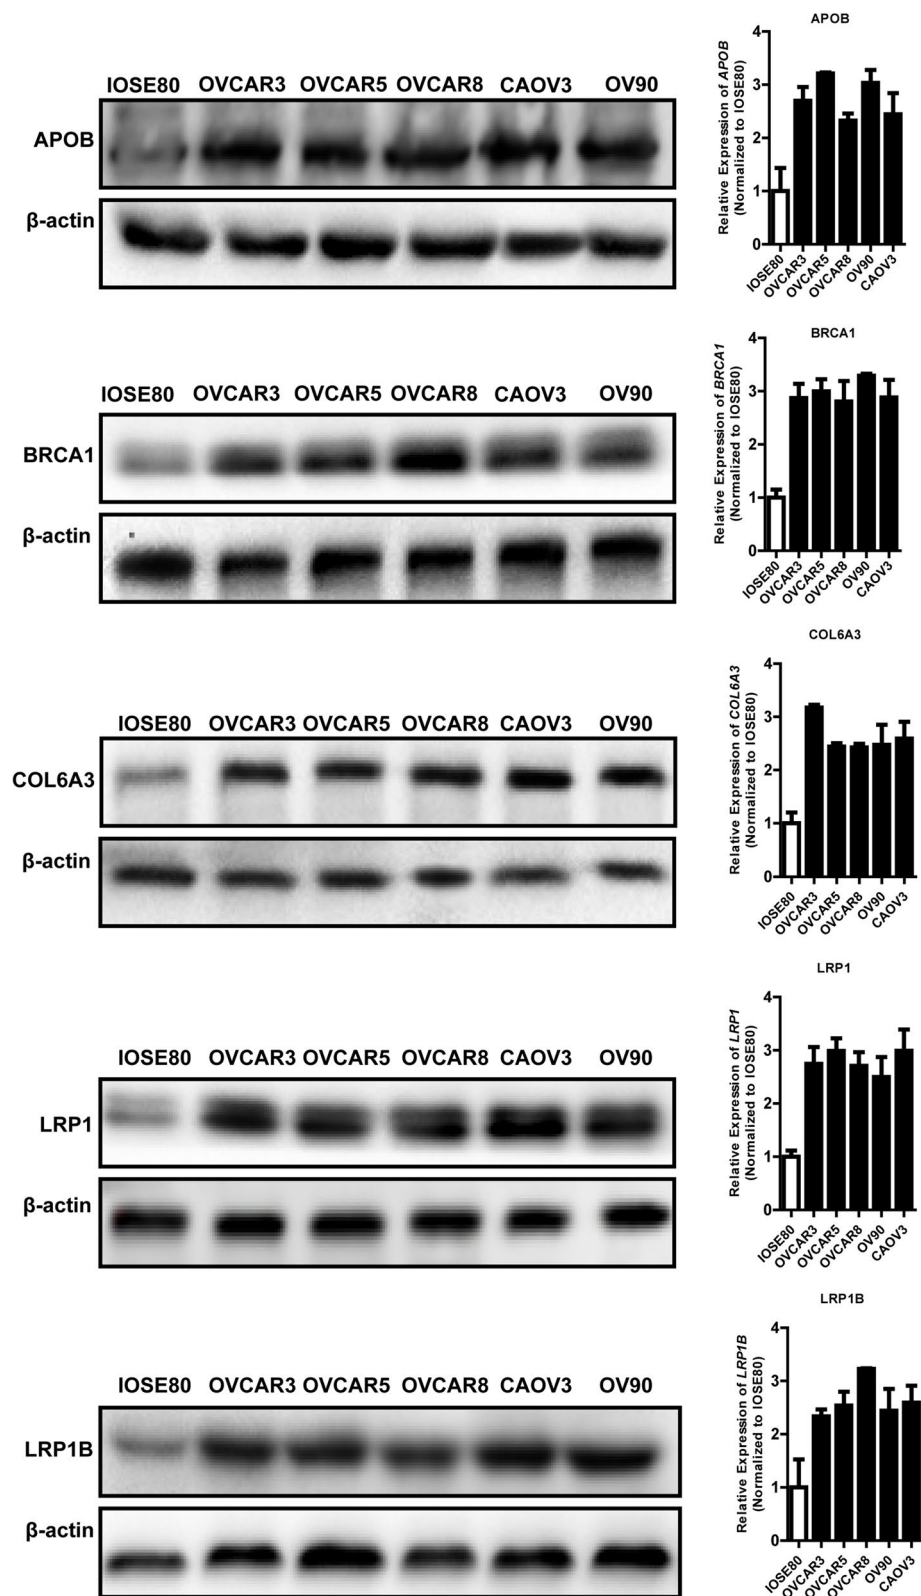 APOB
IOSE80 OVCAR3 OVCAR5 OVCAR8 CAOV3 OV90
APOB
β-actin
Relative Expression of APOB
(Normalized to IOSE80)
4
3
2
1
0
IOSE80
OVCAR3
OVCAR5
OVCAR8
OV90
CAOV3
BRCA1
IOSE80 OVCAR3 OVCAR5 OVCAR8 CAOV3 OV90
BRCA1
β-actin
Relative Expression of BRCA1
(Normalized to IOSE80)
4
3
2
1
0
IOSE80
OVCAR3
OVCAR5
OVCAR8
OV90
CAOV3
COL6A3
IOSE80 OVCAR3 OVCAR5 OVCAR8 CAOV3 OV90
COL6A3
β-actin
Relative Expression of COL6A3
(Normalized to IOSE80)
4
3
2
1
0
IOSE80
OVCAR3
OVCAR5
OVCAR8
OV90
CAOV3
LRP1
IOSE80 OVCAR3 OVCAR5 OVCAR8 CAOV3 OV90
LRP1
β-actin
Relative Expression of LRP1
(Normalized to IOSE80)
4
3
2
1
0
IOSE80
OVCAR3
OVCAR5
OVCAR8
OV90
CAOV3
LRP1B
IOSE80 OVCAR3 OVCAR5 OVCAR8 CAOV3 OV90
LRP1B
β-actin
Relative Expression of LRP1B
(Normalized to IOSE80)
4
3
2
1
0
IOSE80
OVCAR3
OVCAR5
OVCAR8
OV90
CAOV3